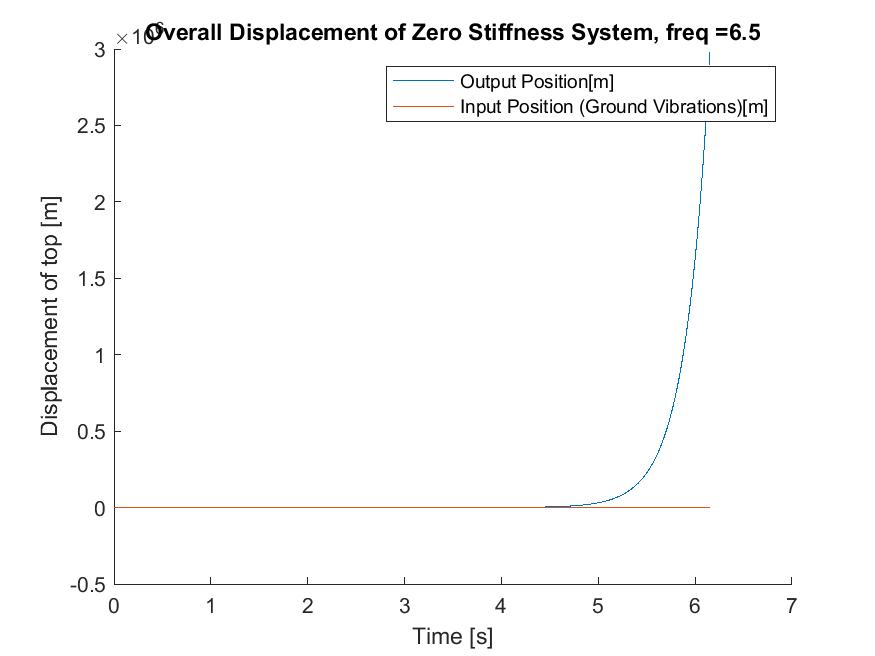 ×10⁶
Overall Displacement of Zero Stiffness System, freq =6.5
Output Position[m]
Input Position (Ground Vibrations)[m]
Displacement of top [m]
3
2.5
2
1.5
1
0.5
0
-0.5
0 1 2 3 4 5 6 7
Time [s]